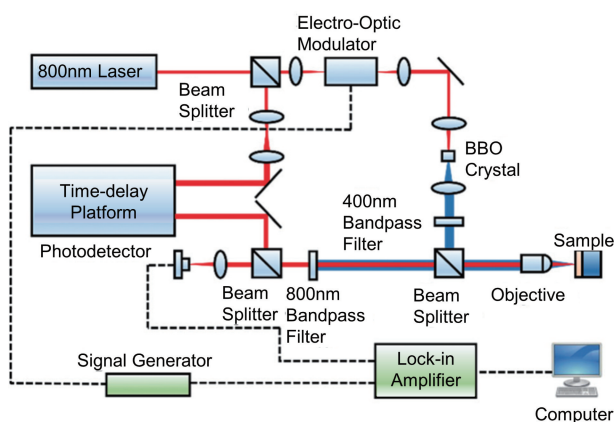 Electro-Optic
Modulator
800nm Laser
Beam
Splitter
BBO
Crystal
Time-delay
Platform
400nm
Bandpass
Filter
Photodetector
Sample
Beam
Splitter
800nm
Bandpass
Filter
Beam
Splitter
Objective
Signal Generator
Lock-in
Amplifier
Computer